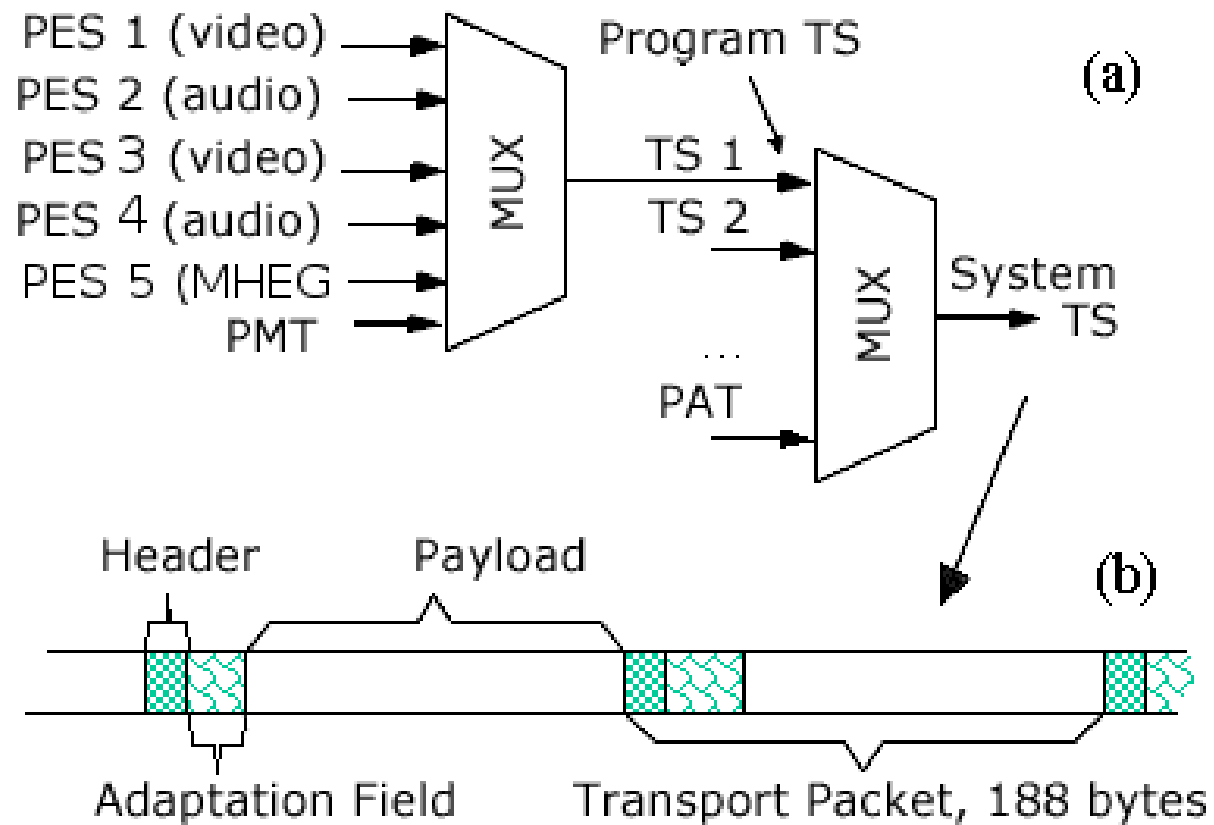 PES 1 (video)
PES 2 (audio)
PES 3 (video)
PES 4 (audio)
PES 5 (MHEG
PMT
MUX
Program TS
(a)
TS 1
TS 2
...
PAT
MUX
System
TS
Header
Payload
(b)
Adaptation Field
Transport Packet, 188 bytes